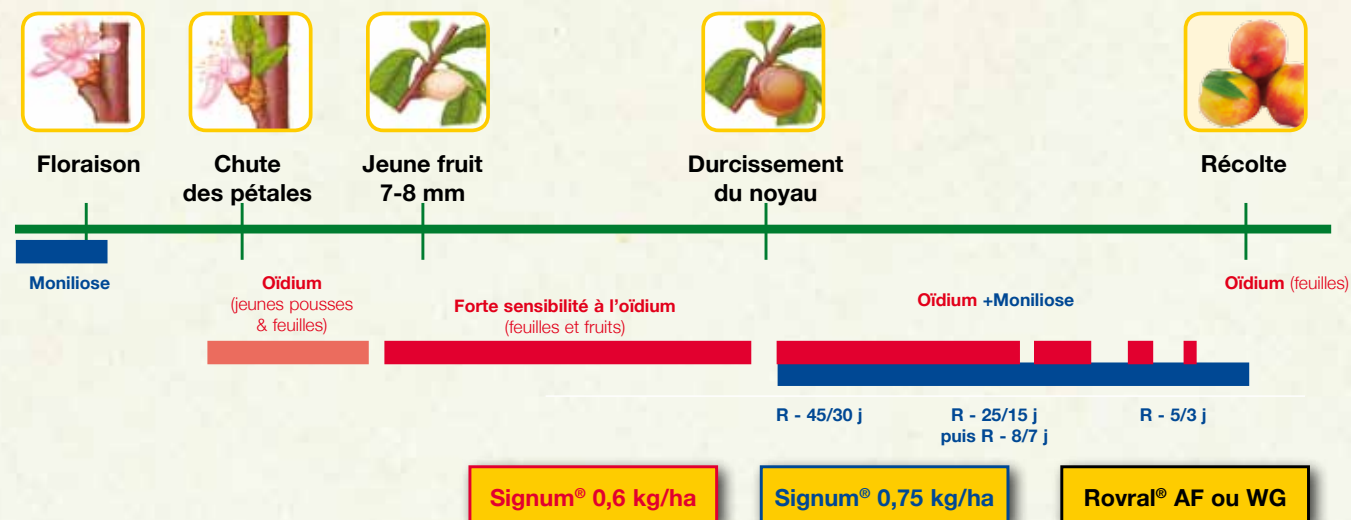 Floraison
Chute
des pétales
Jeune fruit
7-8 mm
Durcissement
du noyau
Récolte
Moniliose
Oïdium
(jeunes pousses
& feuilles)
Forte sensibilité à l'oïdium
(feuilles et fruits)
Oïdium +Moniliose
Oïdium (feuilles)
R - 45/30 j
R - 25/15 j
puis R - 8/7 j
R - 5/3 j
Signum® 0,6 kg/ha
Signum® 0,75 kg/ha
Rovral® AF ou WG